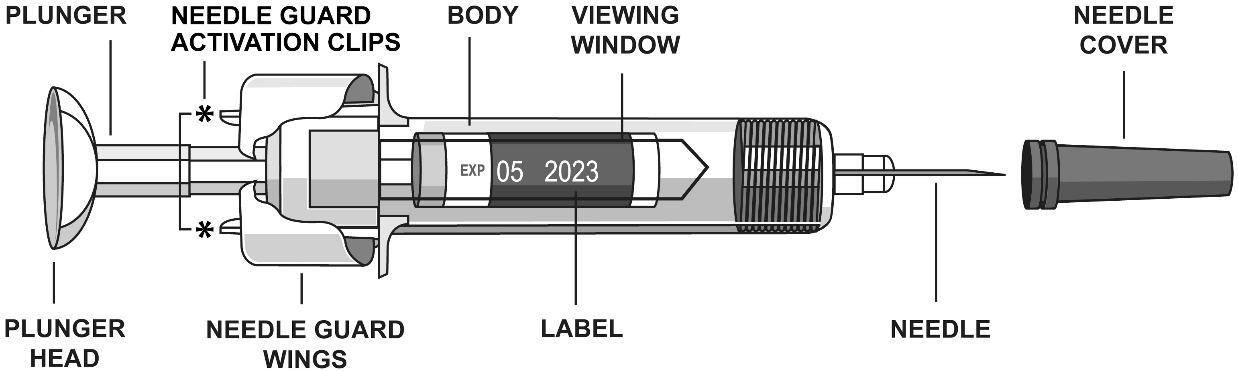 PLUNGER
NEEDLE GUARD
ACTIVATION CLIPS
BODY
VIEWING
WINDOW
NEEDLE
COVER
*
*
EXP 05 2023
PLUNGER
HEAD
NEEDLE GUARD
WINGS
LABEL
NEEDLE